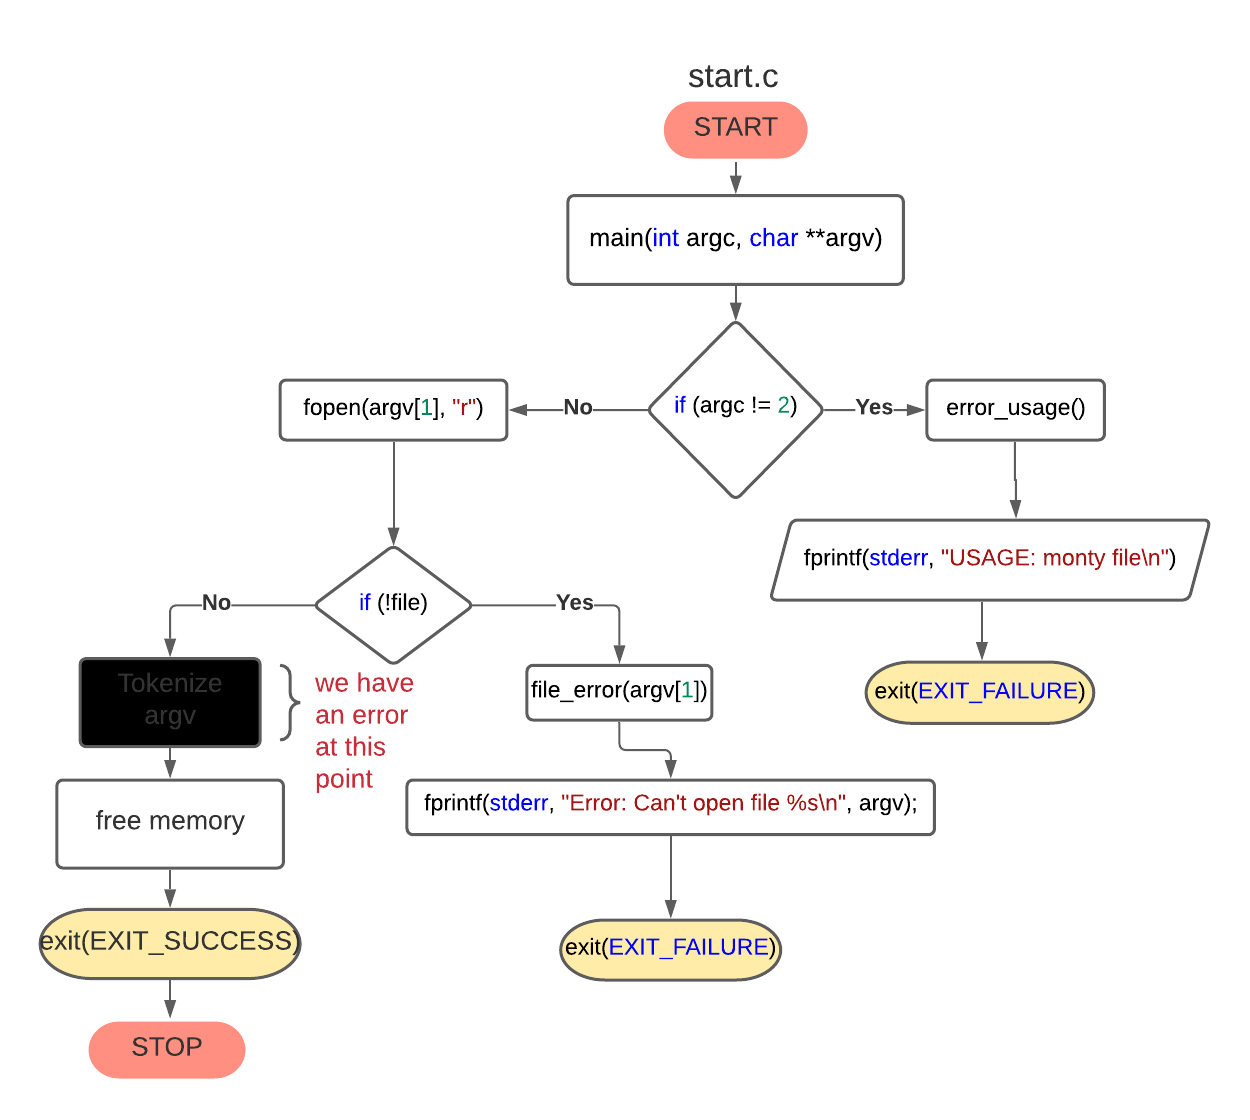 start.c
START
main(int argc, char **argv)
if (argc != 2)
No
Yes
fopen(argv[1], "r")
error_usage()
fprintf(stderr, "USAGE: monty file\n")
exit(EXIT_FAILURE)
if (!file)
No
Yes
Tokenize
argv
we have
an error
at this
point
file_error(argv[1])
free memory
fprintf(stderr, "Error: Can't open file %s\n", argv);
exit(EXIT_SUCCESS)
exit(EXIT_FAILURE)
STOP